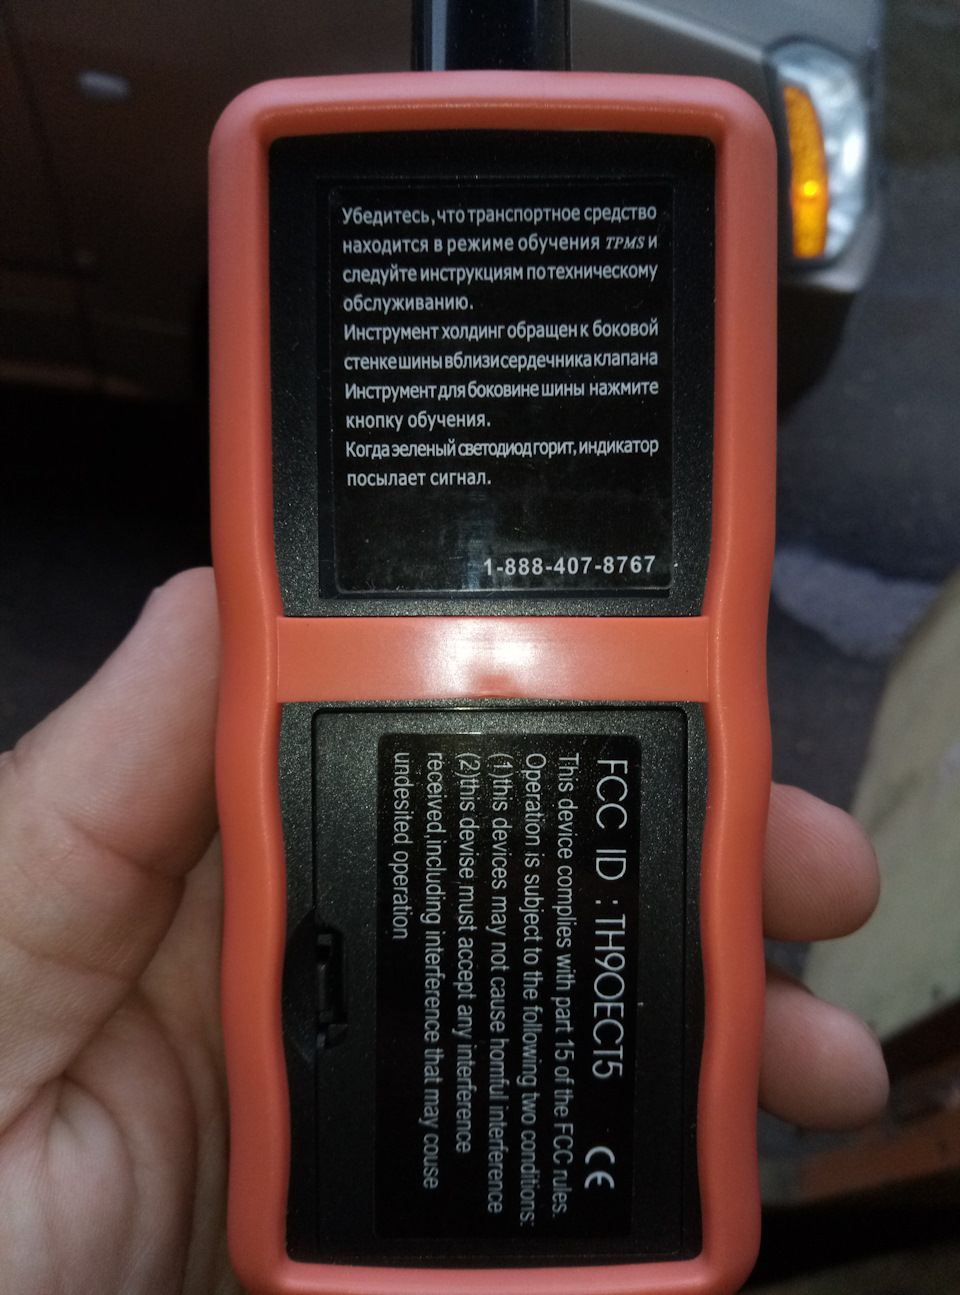 Убедитесь, что транспортное средство
находится в режиме обучения TPMS и
следуйте инструкциям по техническому
обслуживанию.
Инструмент холдинг обращен к боковой
стенке шины вблизи сердечника клапана
Инструмент для боковине шины нажмите
кнопку обучения.
Когда зеленый светодиод горит, индикатор
посылает сигнал.
1-888-407-8767
FCC ID : TH9OECT5 CE
This device complies with part 15 of the FCC rules.
Operation is subject to the following two conditions:
(1)this devices may not cause homful interference
(2)this devise must accept any interference
received,including interference that may couse
undesited operation